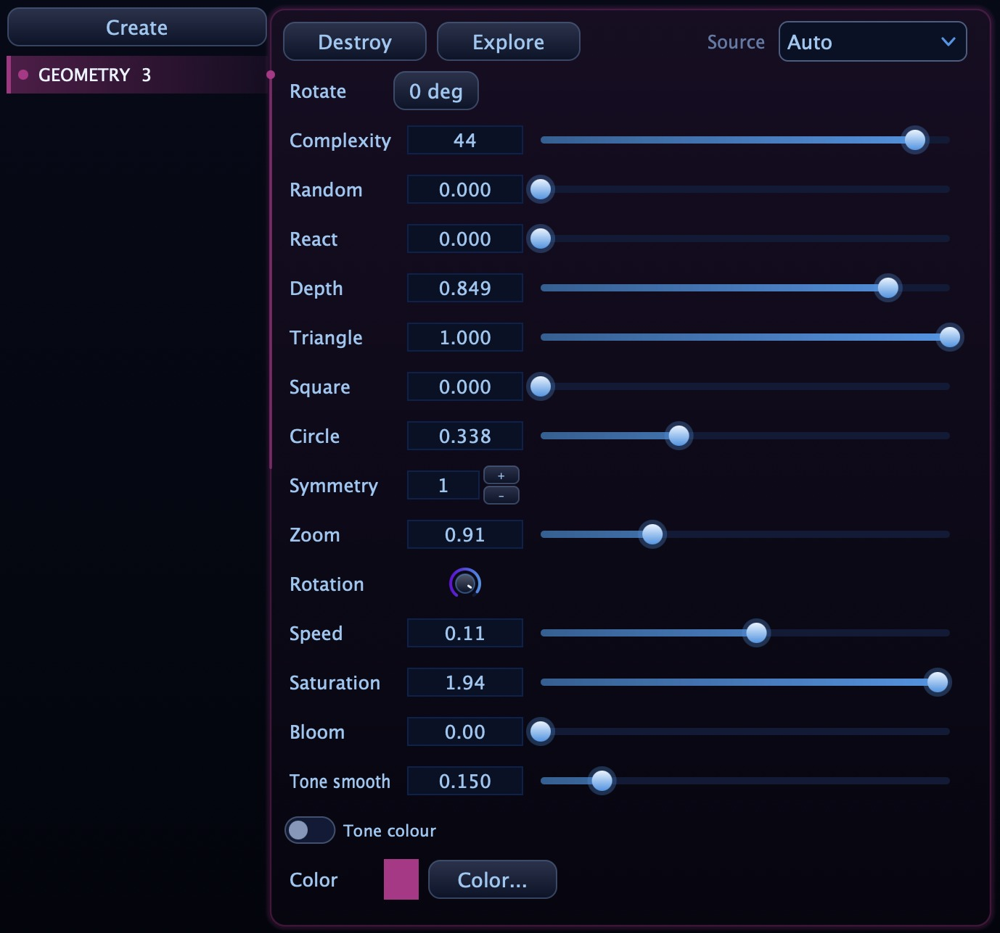 Create
GEOMETRY 3
Destroy Explore Source Auto
Rotate 0 deg
Complexity 44
Random 0.000
React 0.000
Depth 0.849
Triangle 1.000
Square 0.000
Circle 0.338
Symmetry 1 + -
Zoom 0.91
Rotation
Speed 0.11
Saturation 1.94
Bloom 0.00
Tone smooth 0.150
Tone colour
Color Color...